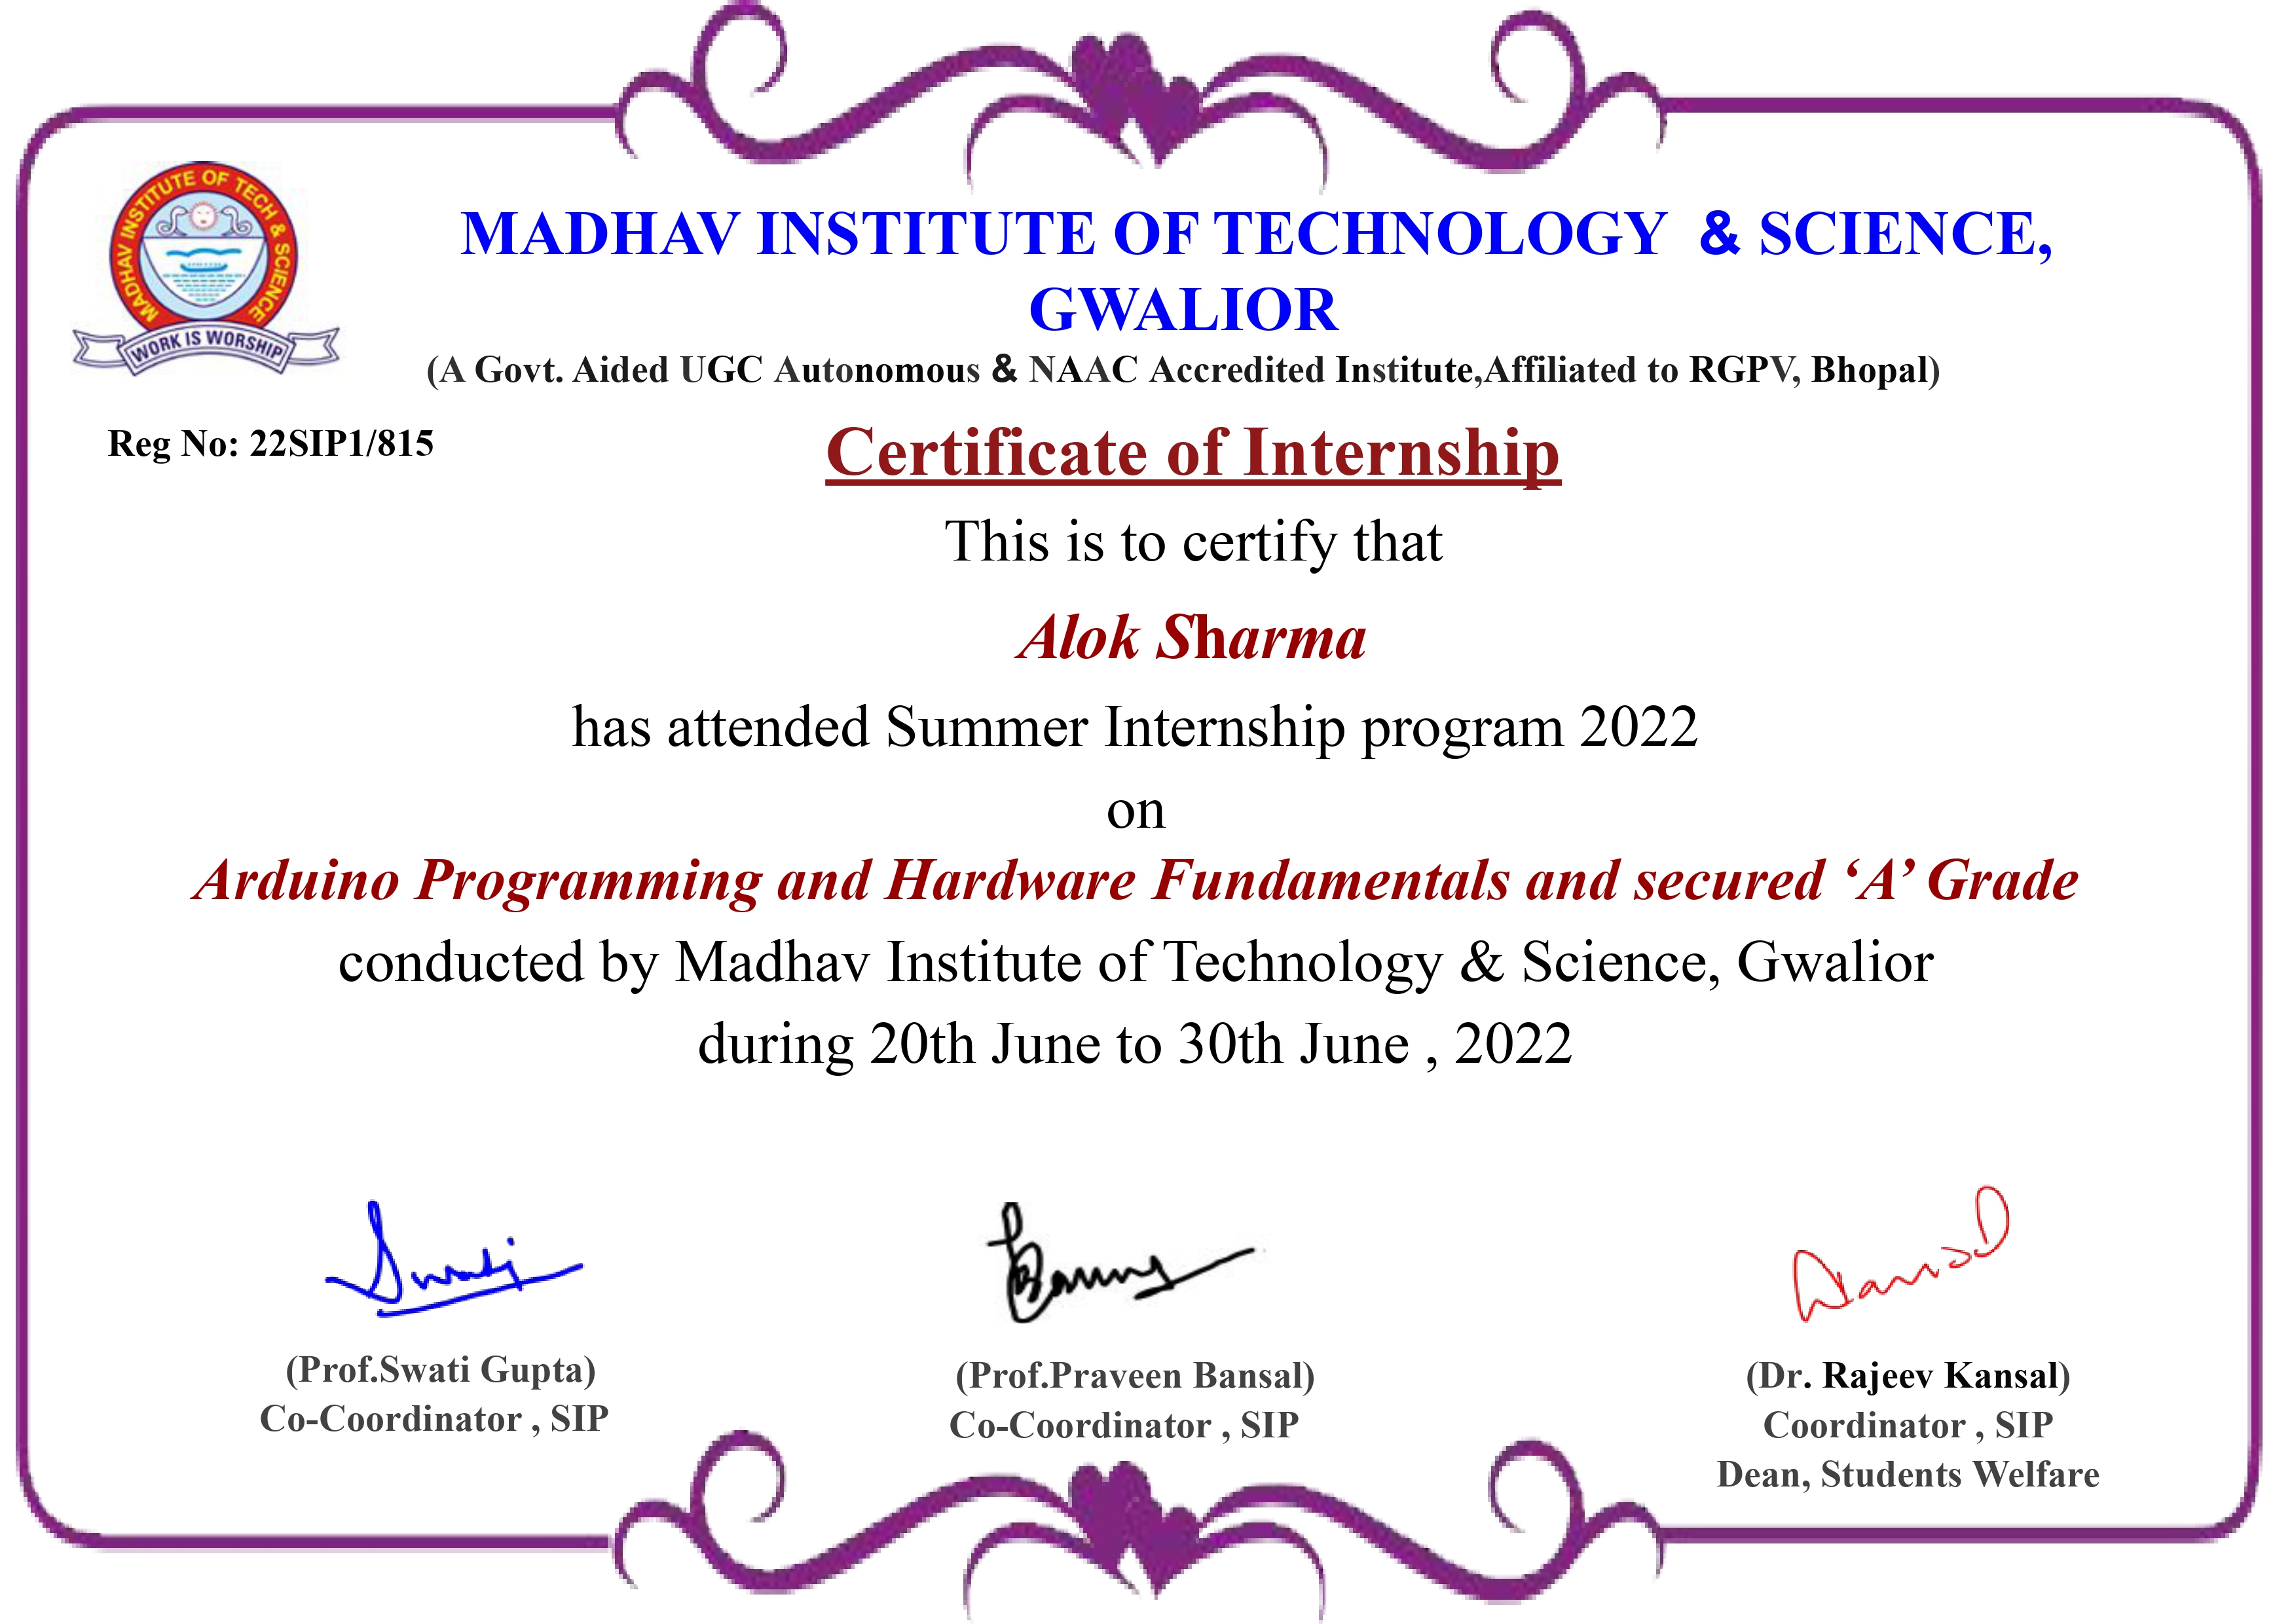 MADHAV INSTITUTE OF TECH & SCIENCE
WORK IS WORSHIP
MADHAV INSTITUTE OF TECHNOLOGY & SCIENCE,
GWALIOR
(A Govt. Aided UGC Autonomous & NAAC Accredited Institute,Affiliated to RGPV, Bhopal)
Reg No: 22SIP1/815
Certificate of Internship
This is to certify that
Alok Sharma
has attended Summer Internship program 2022
on
Arduino Programming and Hardware Fundamentals and secured ‘A’ Grade
conducted by Madhav Institute of Technology & Science, Gwalior
during 20th June to 30th June , 2022
Swati
(Prof.Swati Gupta)
Co-Coordinator , SIP
(Prof.Praveen Bansal)
Co-Coordinator , SIP
(Dr. Rajeev Kansal)
Coordinator , SIP
Dean, Students Welfare